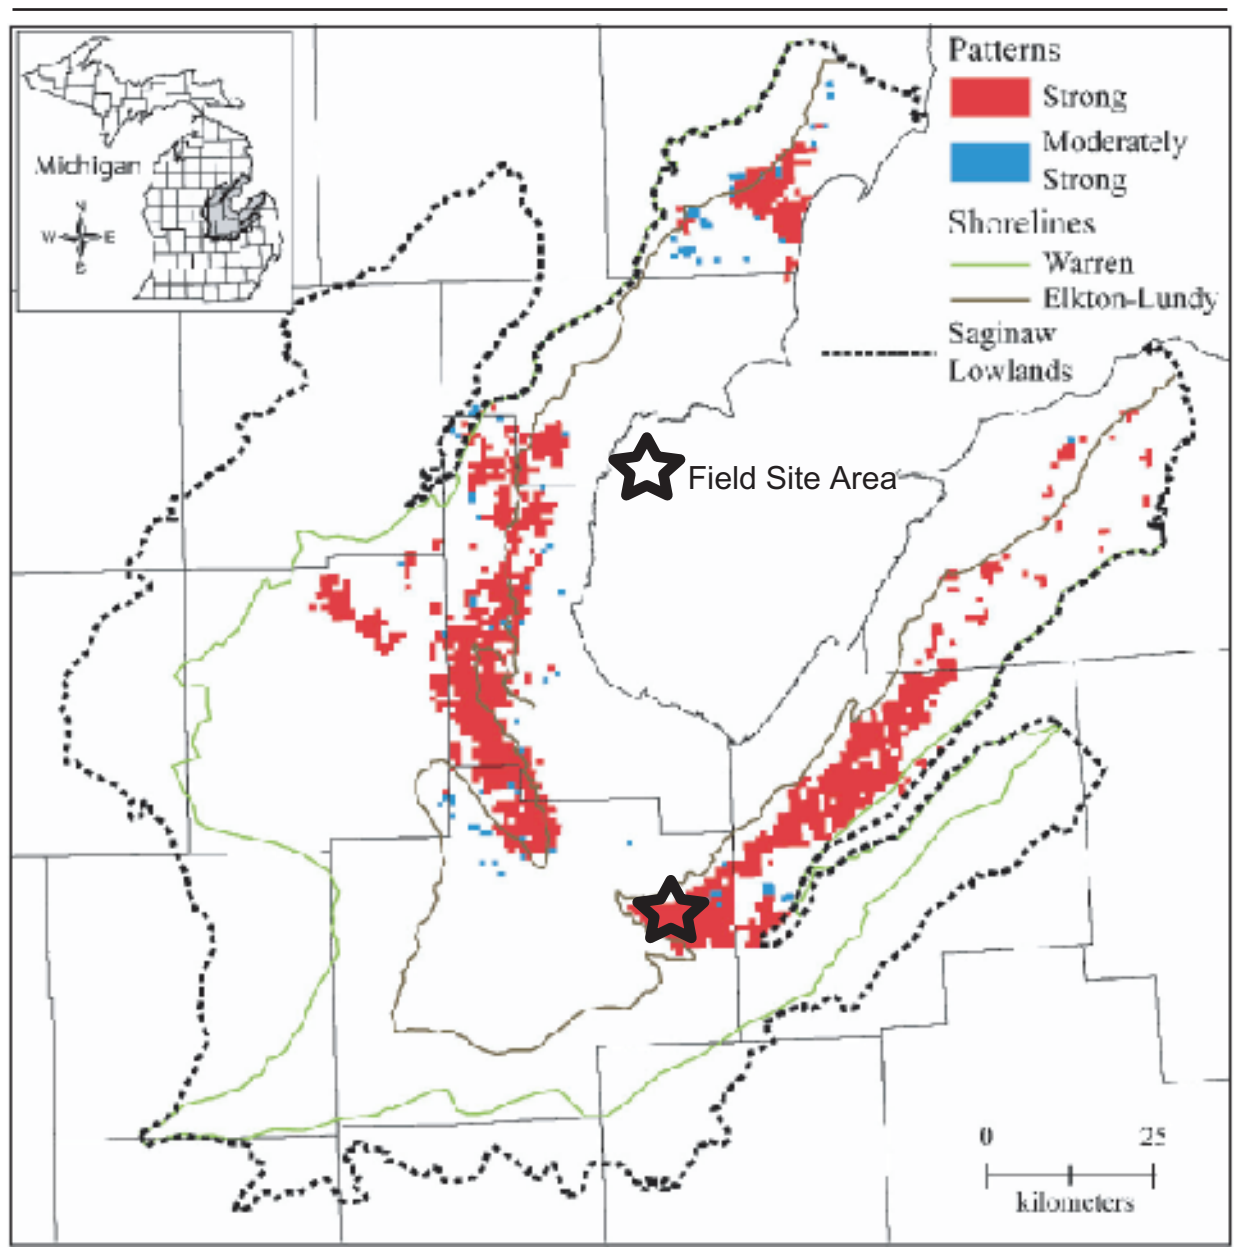 Patterns
Strong
Moderately
Strong
Shorelines
Warren
Elkton-Lundy
Saginaw
Lowlands
Michigan
N
W E
S
Field Site Area
0 25
kilometers